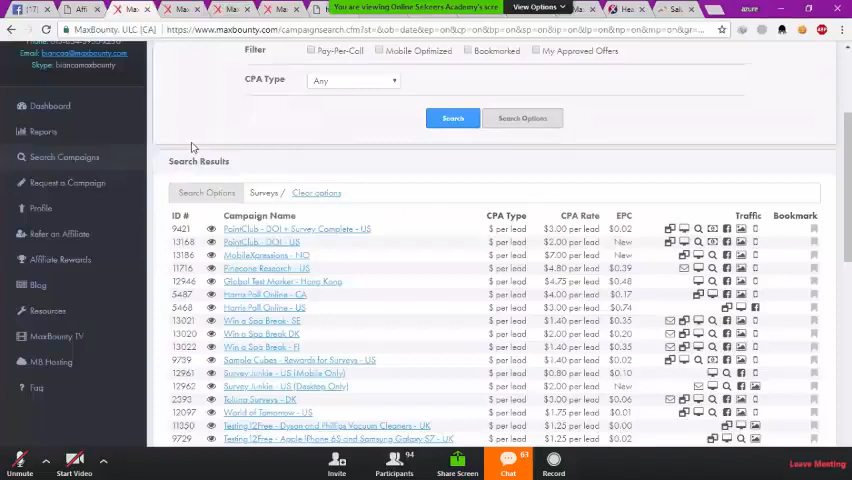 You are viewing Online Sekeers Academy's scre
View Options
azure
MaxBounty, ULC [CA]
https://www.maxbounty.com/campaignsearch.cfm?st=&ob=date&ep=on&cp=on&sp=on&ip=on&np=on&mp=on&gr=...
biancaa@maxbounty.com
Skype: biancamaxbounty
Dashboard
Reports
Search Campaigns
Request a Campaign
Profile
Refer an Affiliate
Affiliate Rewards
Blog
Resources
MaxBounty TV
MB Hosting
Faq
Filter
Pay-Per-Call
Mobile Optimized
Bookmarked
My Approved Offers
CPA Type
Any
Search
Search Options
Search Results
Search Options Surveys / Clear options
ID # Campaign Name CPA Type CPA Rate EPC Traffic Bookmark
9421 PointClub - DOI + Survey Complete - US $ per lead $3.00 per lead $0.02
13168 PointClub - DOI - US $ per lead $2.00 per lead New
13186 MobileXpressions - NO $ per lead $7.00 per lead New
11716 Pinecone Research - US $ per lead $4.80 per lead $0.39
12946 Global Test Market - Hong Kong $ per lead $4.75 per lead $0.48
5487 Harris Poll Online - CA $ per lead $4.00 per lead $0.17
5468 Harris Poll Online - US $ per lead $3.00 per lead $0.74
13021 Win a Spa Break- SE $ per lead $1.40 per lead $0.35
13020 Win a Spa Break DK $ per lead $2.00 per lead $0.20
13022 Win a Spa Break - FI $ per lead $1.40 per lead $0.35
9739 Sample Cubes - Rewards for Surveys - US $ per lead $1.40 per lead $0.02
12961 Survey Junkie - US (Mobile Only) $ per lead $0.80 per lead $0.10
12962 Survey Junkie - US (Desktop Only) $ per lead $2.00 per lead New
2393 Toluna Surveys - DK $ per lead $3.00 per lead $0.06
12097 World of Tomorrow - US $ per lead $1.75 per lead $0.01
11350 Testing12Free - Dyson and Phillips Vacuum Cleaners - UK $ per lead $1.25 per lead $0.00
9729 Testing12Free - Apple iPhone 6S and Samsung Galaxy S7 - UK $ per lead $1.25 per lead $0.02
Unmute
Start Video
Invite
94
Participants
Share Screen
63
Chat
Record
Leave Meeting